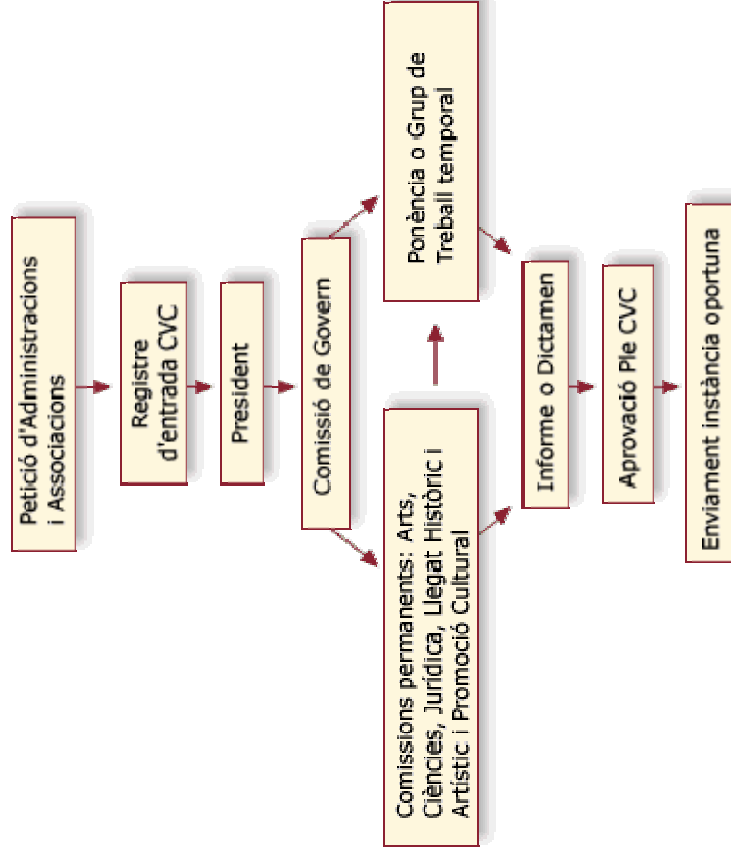 Petició d'Administracions
i Associacions
Registre
d'entrada CVC
President
Comissió de Govern
Comissions permanents: Arts,
Ciències, Jurídica, Llegat Històric i
Artístic i Promoció Cultural
Ponència o Grup de
Treball temporal
Informe o Dictamen
Aprovació Ple CVC
Enviament instància oportuna